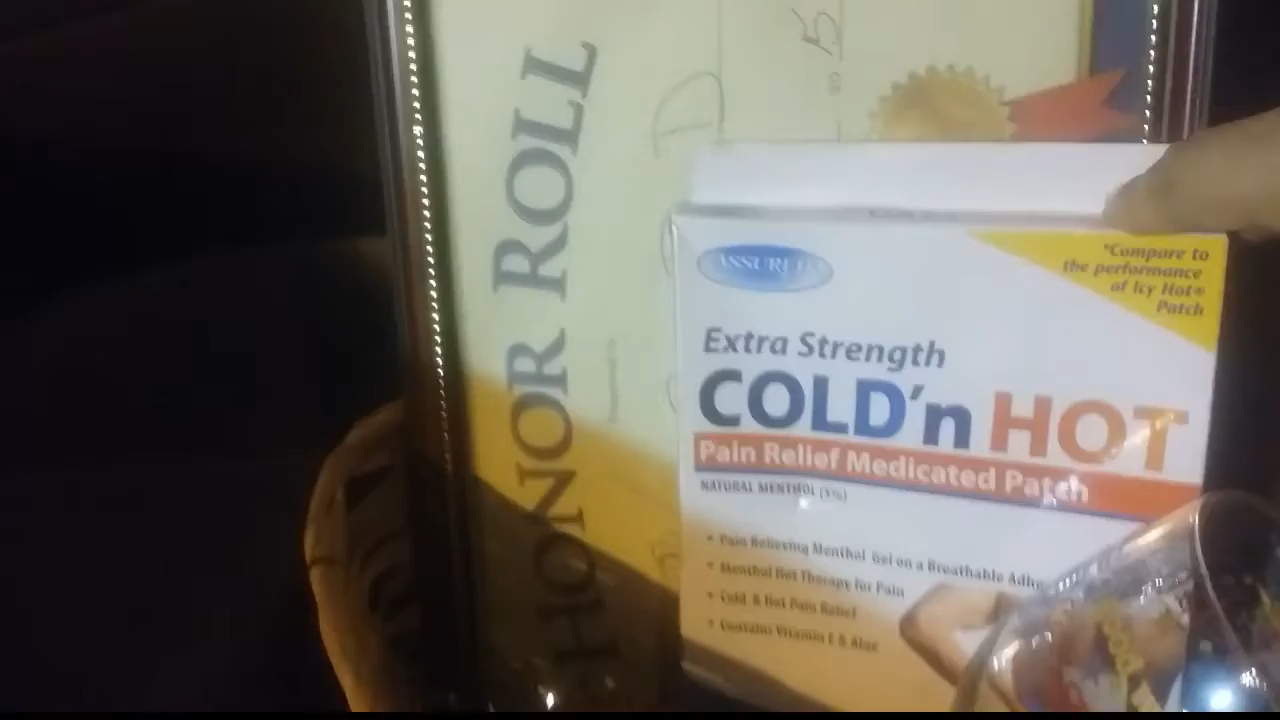 HONOR ROLL
to 5
ASSURED
*Compare to
the performance
of Icy Hot®
Patch
Extra Strength
COLD'n HOT
Pain Relief Medicated Patch
NATURAL MENTHOL (5%)
• Pain Relieving Menthol Gel on a Breathable
• Menthol Hot Therapy for Pain
• Cold & Hot Pain Relief
• Contains Vitamin E & Aloe